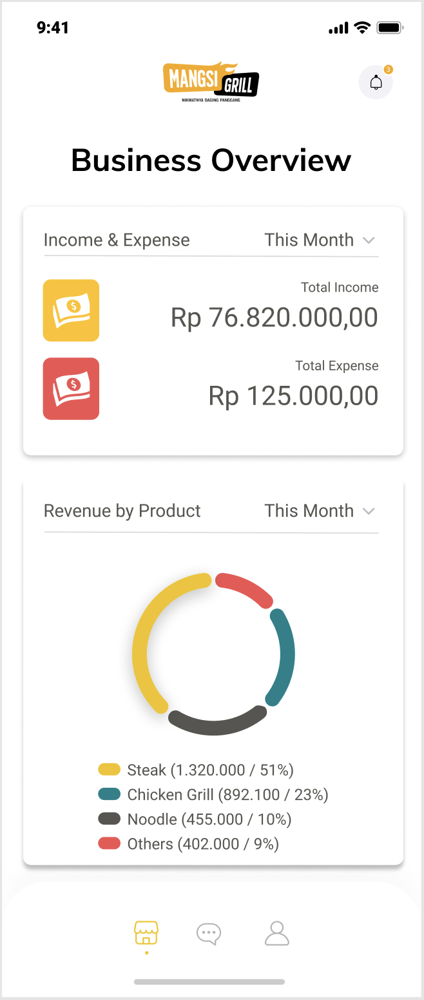 9:41
MANGSI
GRILL
NIKMATNYA DAGING PANGGANG
3
Business Overview
Income & Expense
This Month
Total Income
Rp 76.820.000,00
Total Expense
Rp 125.000,00
Revenue by Product
This Month
Steak (1.320.000 / 51%)
Chicken Grill (892.100 / 23%)
Noodle (455.000 / 10%)
Others (402.000 / 9%)